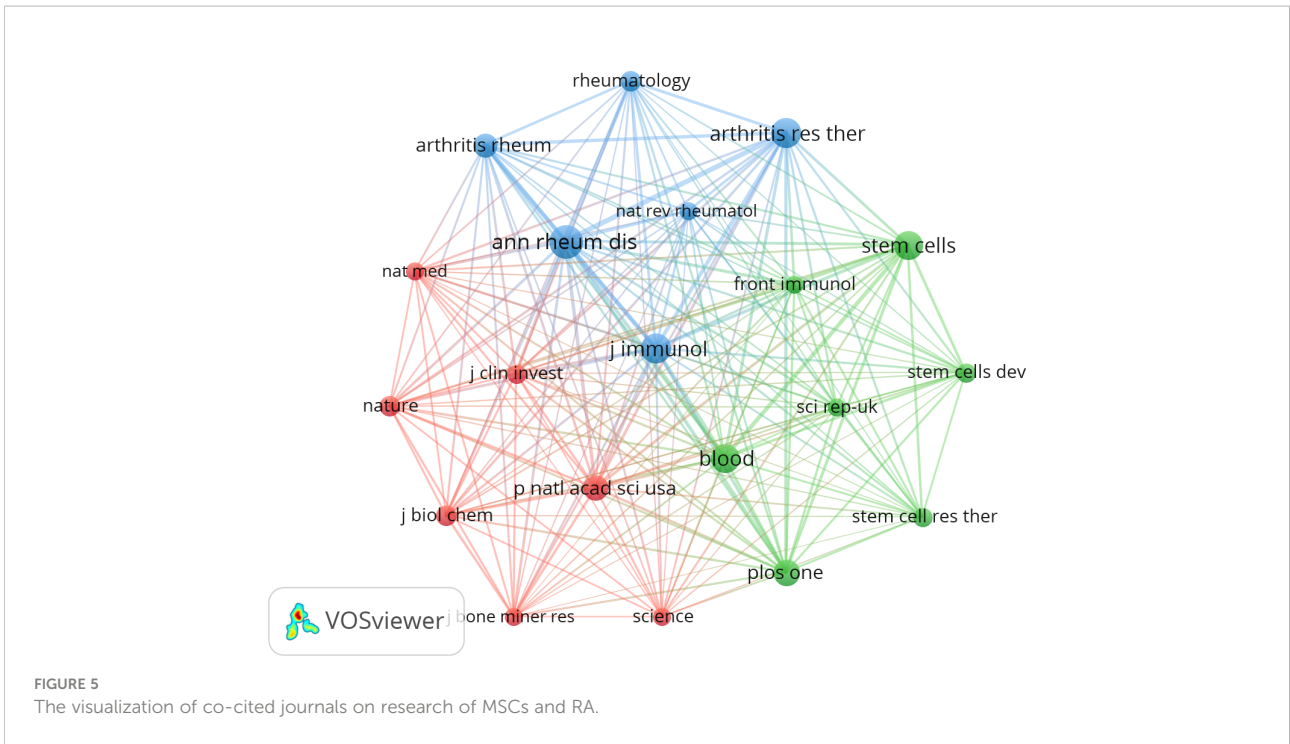 rheumatology
arthritis res ther
arthritis rheum
nat rev rheumatol
ann rheum dis
stem cells
nat med
front immunol
j immunol
j clin invest
stem cells dev
nature
sci rep-uk
blood
p natl acad sci usa
j biol chem
stem cell res ther
plos one
VOSviewer
j bone miner res
science
FIGURE 5
The visualization of co-cited journals on research of MSCs and RA.